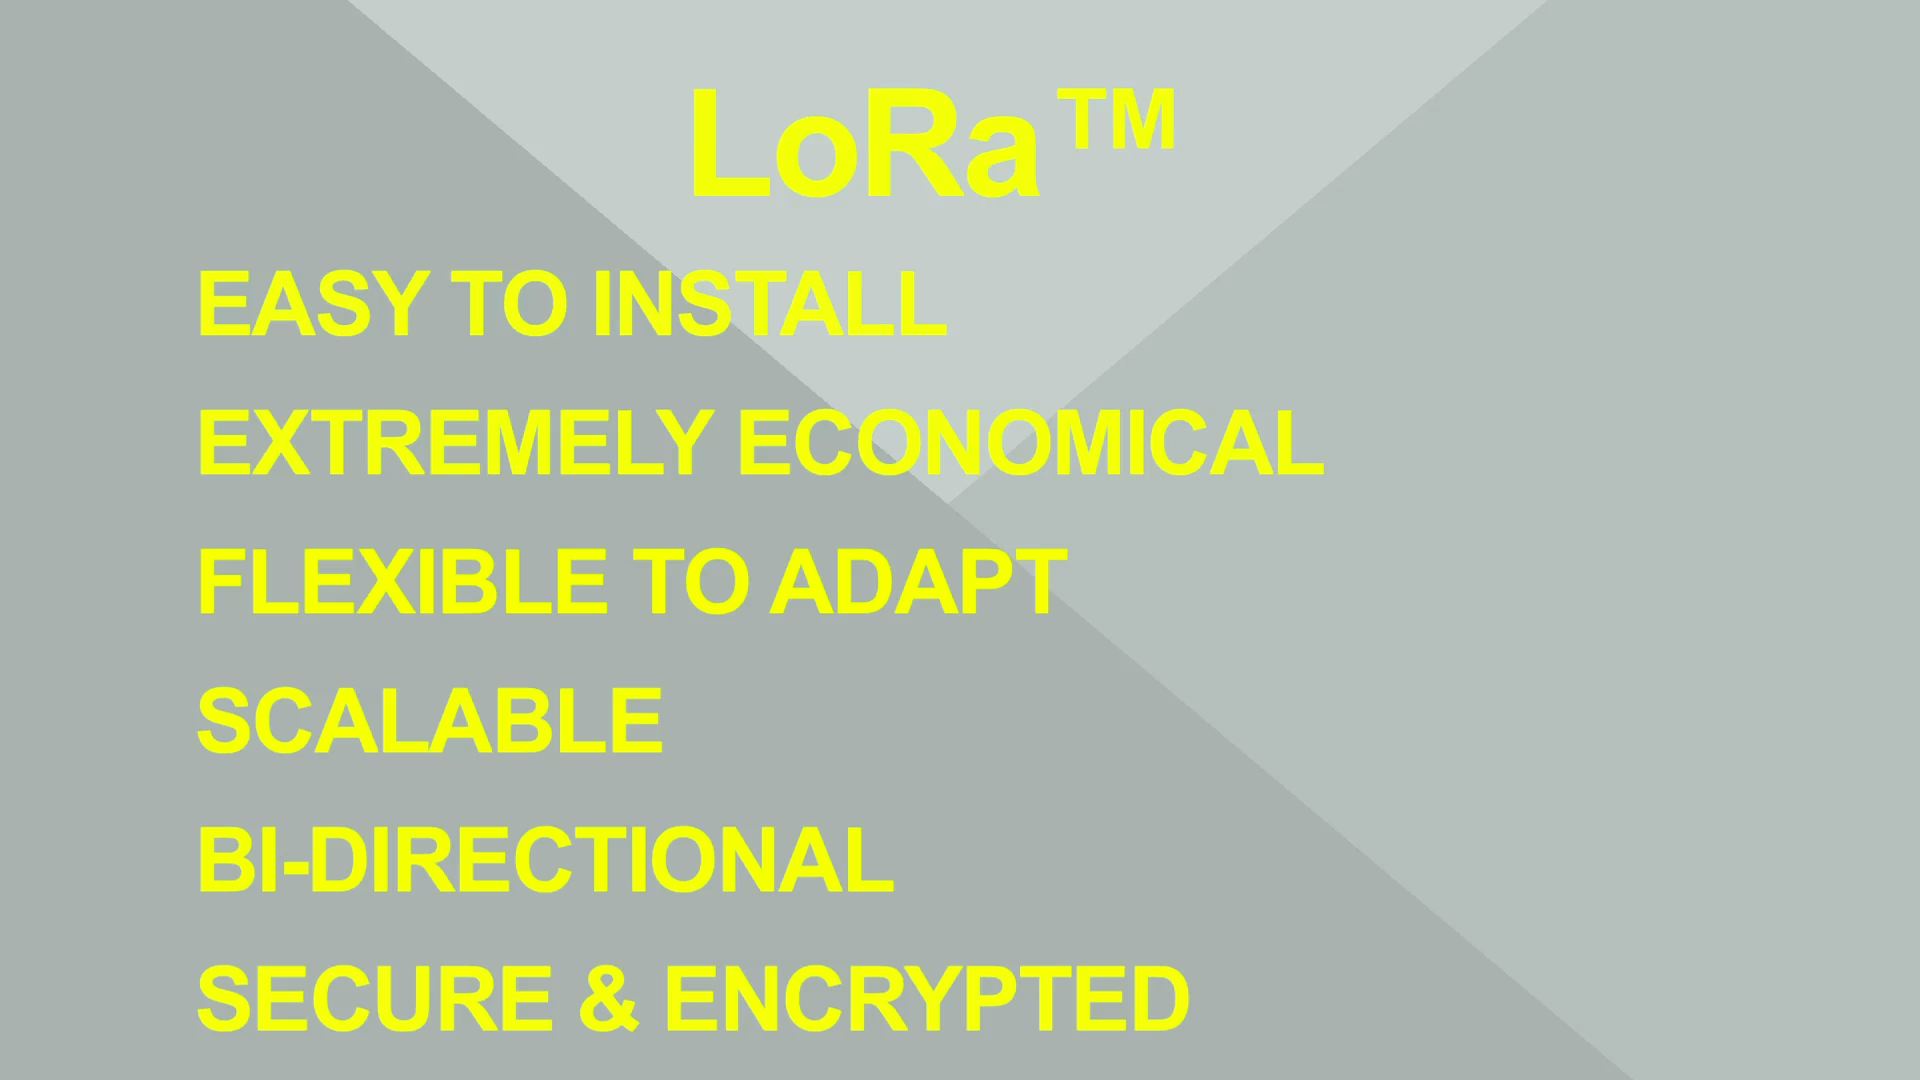 LoRa™
EASY TO INSTALL
EXTREMELY ECONOMICAL
FLEXIBLE TO ADAPT
SCALABLE
BI-DIRECTIONAL
SECURE & ENCRYPTED